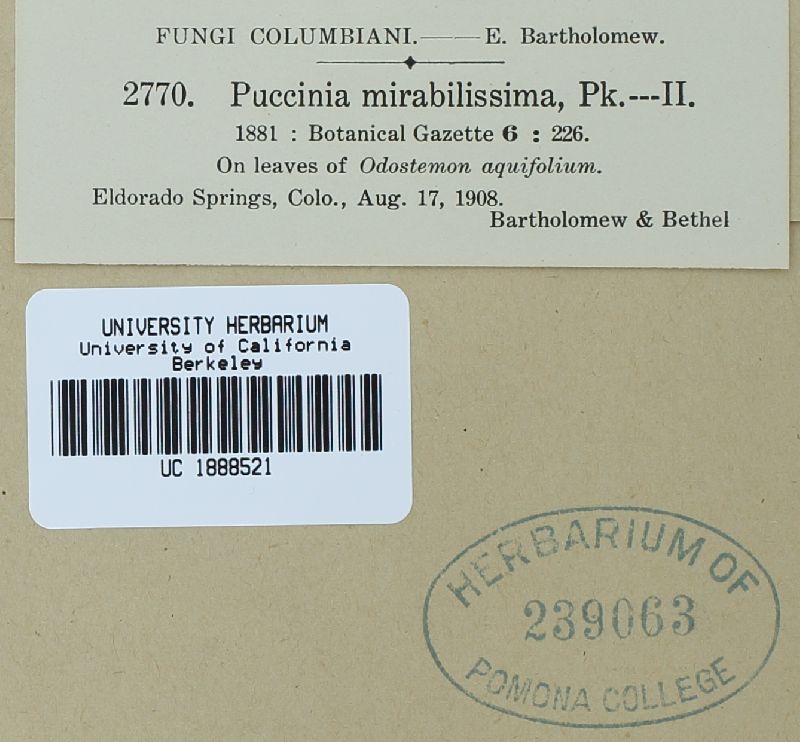 FUNGI COLUMBIANI.——E. Bartholomew.
2770. Puccinia mirabilissima, Pk.---II.
1881 : Botanical Gazette 6 : 226.
On leaves of Odostemon aquifolium.
Eldorado Springs, Colo., Aug. 17, 1908.
Bartholomew & Bethel
UNIVERSITY HERBARIUM
University of California
Berkeley
UC 1888521
HERBARIUM OF
239063
POMONA COLLEGE